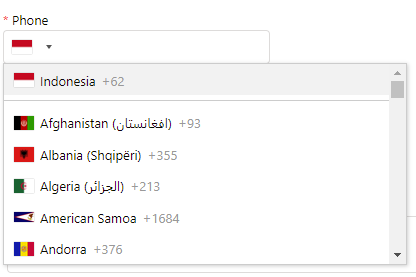 * Phone
Indonesia +62
Afghanistan (‫افغانستان‬‎) +93
Albania (Shqipëri) +355
Algeria (‫الجزائر‬‎) +213
American Samoa +1684
Andorra +376